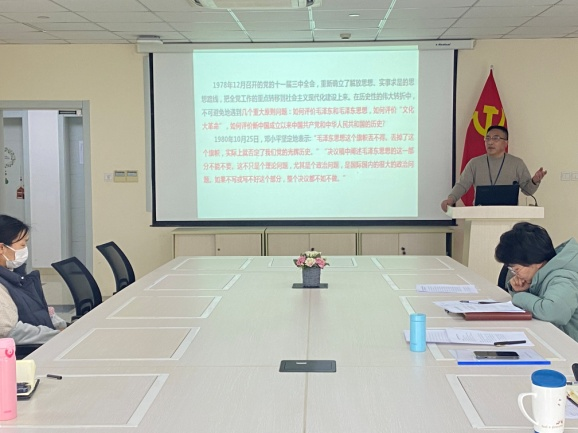 1978年12月召开的党的十一届三中全会，重新确立了解放思想、实事求是的思
想路线，把全党工作的重点转移到社会主义现代化建设上来。在历史性的伟大转折中，
不可避免地遇到几个重大原则问题：如何评价毛泽东和毛泽东思想，如何评价“文化
大革命”，如何评价新中国成立以来中国共产党和中华人民共和国的历史？
1980年10月25日，邓小平坚定地表示：“毛泽东思想这个旗帜丢不得。丢掉了这
个旗帜，实际上就否定了我们党的光辉历史。”“决议稿中阐述毛泽东思想的这一部
分不能不要。这不只是个理论问题，尤其是个政治问题，是国际国内的很大的政治问
题。如果不写或写不好这个部分，整个决议都不如不做。”